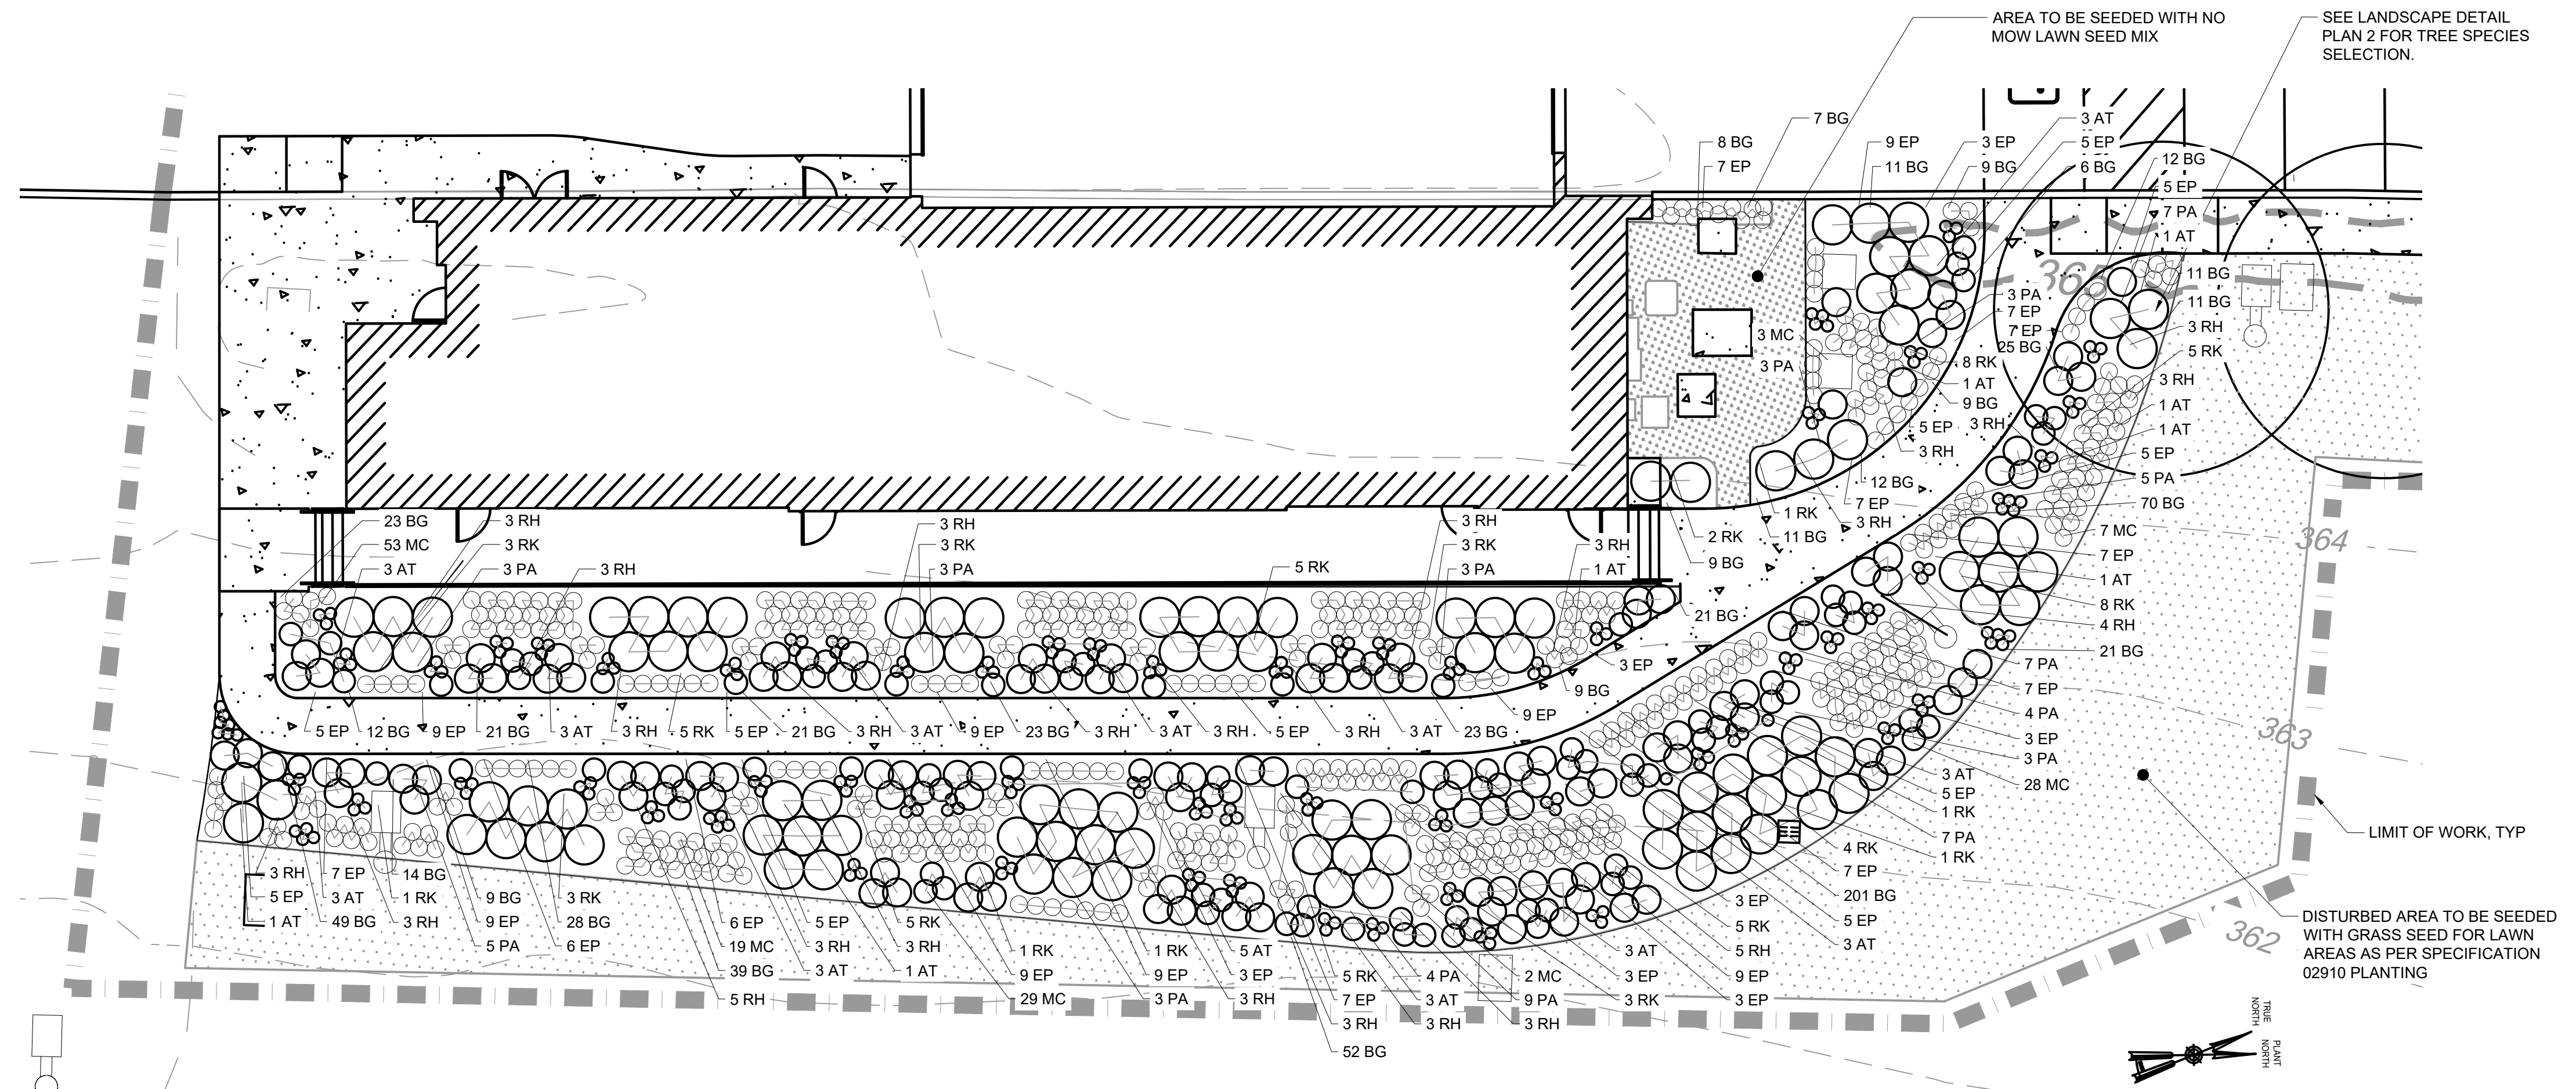 AREA TO BE SEEDED WITH NO
MOW LAWN SEED MIX
SEE LANDSCAPE DETAIL
PLAN 2 FOR TREE SPECIES
SELECTION.
8 BG
7 EP
7 BG
9 EP
11 BG
3 EP
9 BG
3 AT
5 EP
6 BG
12 BG
5 EP
7 PA
1 AT
365
11 BG
11 BG
3 RH
5 RK
3 RH
1 AT
1 AT
5 EP
5 PA
70 BG
7 MC
7 EP
1 AT
8 RK
4 RH
21 BG
3 PA
7 EP
7 EP
25 BG
3 MC
3 PA
8 RK
1 AT
9 BG
3 RH
5 EP
3 RH
12 BG
7 EP
3 RH
1 RK
11 BG
2 RK
9 BG
364
23 BG
53 MC
3 AT
3 RH
3 RK
3 PA
3 RH
3 RH
3 RK
3 PA
5 RK
3 RH
3 RK
3 PA
3 RH
1 AT
21 BG
3 EP
9 BG
9 EP
5 EP
12 BG
9 EP
21 BG
3 AT
3 RH
5 RK
5 EP
21 BG
3 RH
3 AT
9 EP
23 BG
3 RH
3 AT
3 RH
5 EP
3 RH
3 AT
23 BG
7 PA
7 EP
4 PA
3 EP
3 PA
28 MC
363
3 AT
5 EP
1 RK
7 PA
1 RK
LIMIT OF WORK, TYP
4 RK
7 EP
201 BG
5 EP
3 AT
3 RH
5 EP
1 AT
7 EP
3 AT
49 BG
14 BG
1 RK
3 RH
9 BG
9 EP
5 PA
3 RK
28 BG
6 EP
6 EP
19 MC
39 BG
5 RH
5 EP
3 RH
3 AT
5 RK
3 RH
1 AT
1 RK
9 EP
29 MC
1 RK
9 EP
3 PA
5 AT
3 EP
3 RH
5 RK
7 EP
3 RH
52 BG
4 PA
3 AT
3 RH
2 MC
9 PA
3 RH
3 AT
3 EP
3 RK
3 EP
5 RK
5 RH
9 EP
3 EP
362
DISTURBED AREA TO BE SEEDED
WITH GRASS SEED FOR LAWN
AREAS AS PER SPECIFICATION
02910 PLANTING
TRUE
NORTH
PLANT
NORTH